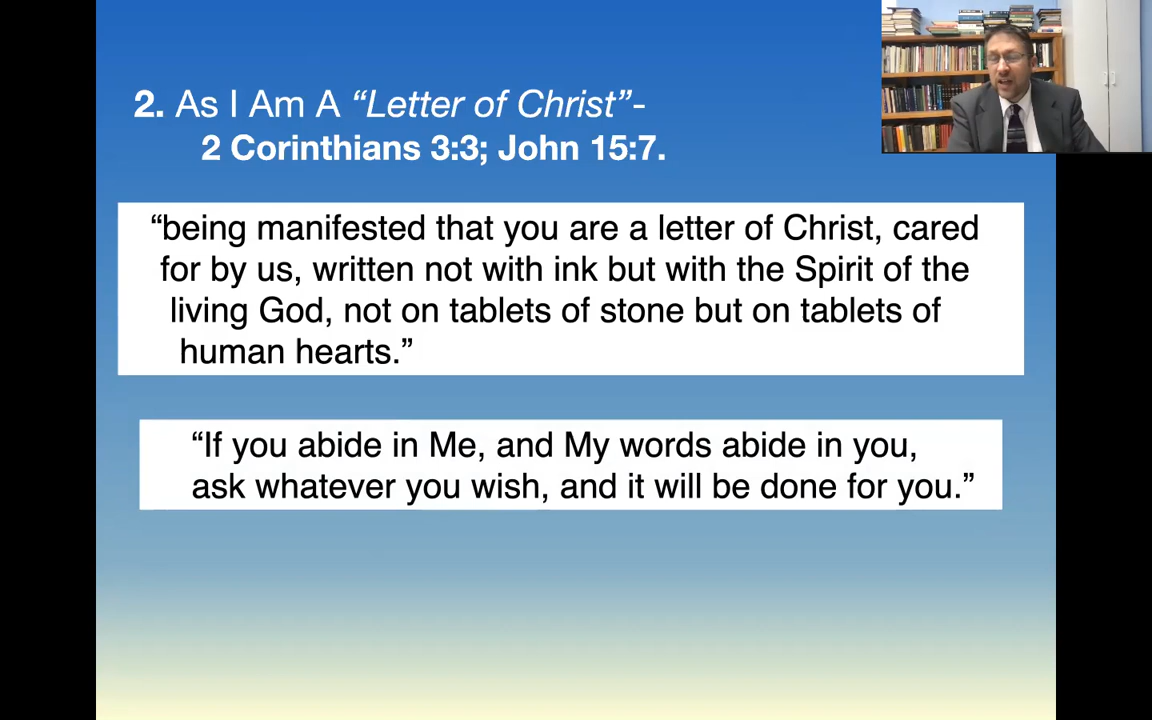 2. As I Am A “Letter of Christ”-
2 Corinthians 3:3; John 15:7.
“being manifested that you are a letter of Christ, cared
for by us, written not with ink but with the Spirit of the
living God, not on tablets of stone but on tablets of
human hearts.”
“If you abide in Me, and My words abide in you,
ask whatever you wish, and it will be done for you.”